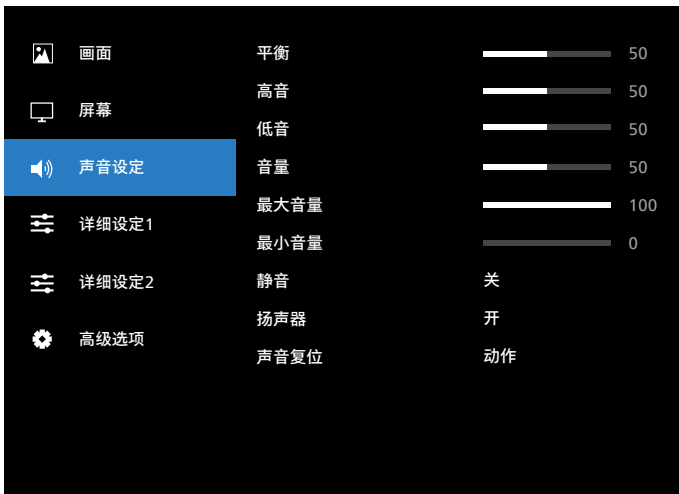 画面
屏幕
声音设定
详细设定1
详细设定2
高级选项
平衡 50
高音 50
低音 50
音量 50
最大音量 100
最小音量 0
静音 关
扬声器 开
声音复位 动作